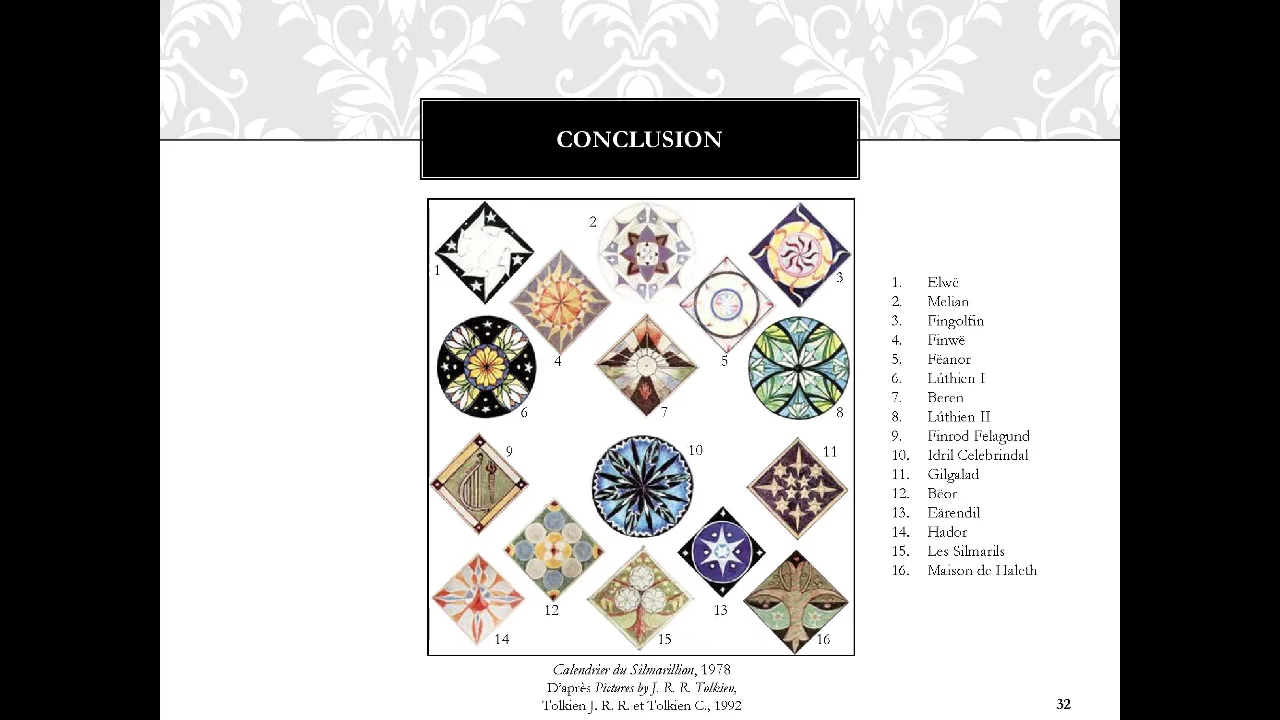 CONCLUSION
1
2
3
4
5
6
7
8
9
10
11
12
13
14
15
16
1. Elwë
2. Melian
3. Fingolfin
4. Finwë
5. Fëanor
6. Lúthien I
7. Beren
8. Lúthien II
9. Finrod Felagund
10. Idril Celebrindal
11. Gilgalad
12. Bëor
13. Eärendil
14. Hador
15. Les Silmarils
16. Maison de Haleth
Calendrier du Silmarillion, 1978
D'après Pictures by J. R. R. Tolkien,
Tolkien J. R. R. et Tolkien C., 1992
32